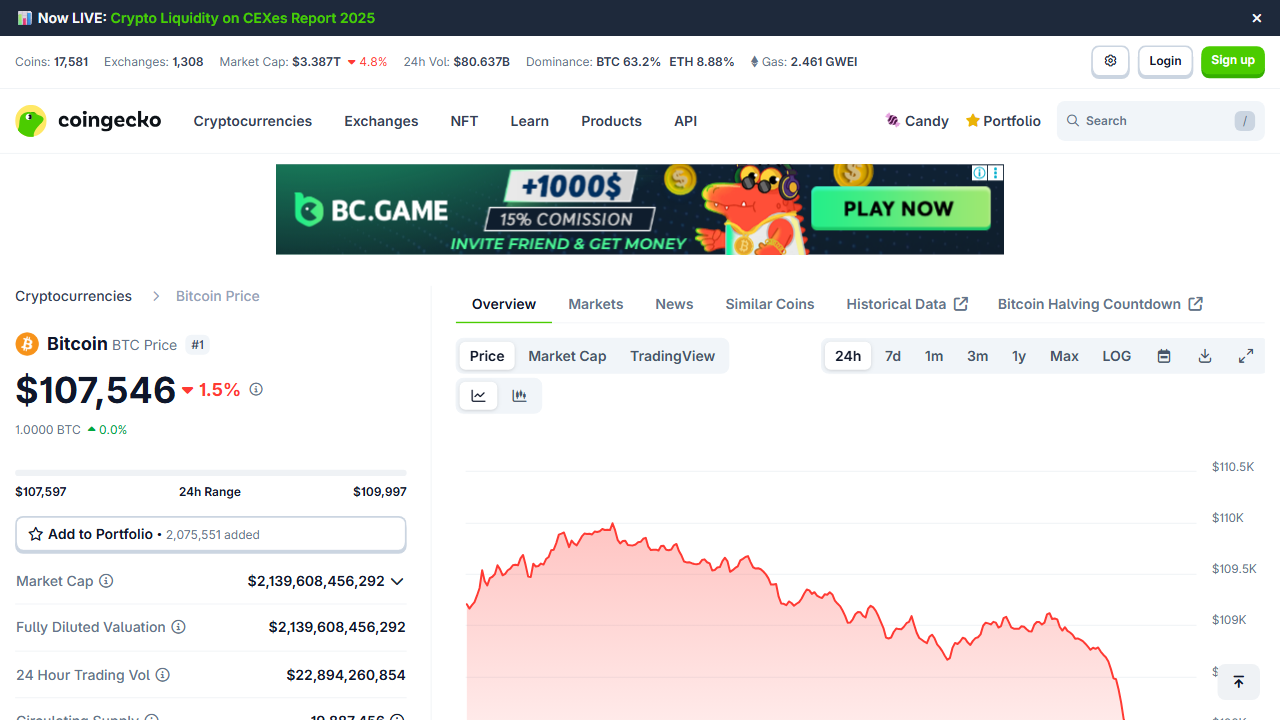 Now LIVE: Crypto Liquidity on CEXes Report 2025
Coins: 17,581 Exchanges: 1,308 Market Cap: $3.387T 4.8% 24h Vol: $80.637B Dominance: BTC 63.2% ETH 8.88% Gas: 2.461 GWEI
Login
Sign up
coingecko
Cryptocurrencies Exchanges NFT Learn Products API
Candy Portfolio Search /
BC.GAME
+1000$
15% COMISSION
INVITE FRIEND & GET MONEY
PLAY NOW
Cryptocurrencies > Bitcoin Price
Bitcoin BTC Price #1
$107,546 1.5%
1.0000 BTC 0.0%
$107,597 24h Range $109,997
Add to Portfolio • 2,075,551 added
Market Cap $2,139,608,456,292
Fully Diluted Valuation $2,139,608,456,292
24 Hour Trading Vol $22,894,260,854
Circulating Supply 19,887,456
Overview Markets News Similar Coins Historical Data Bitcoin Halving Countdown
Price Market Cap TradingView
24h 7d 1m 3m 1y Max LOG
$110.5K
$110K
$109.5K
$109K